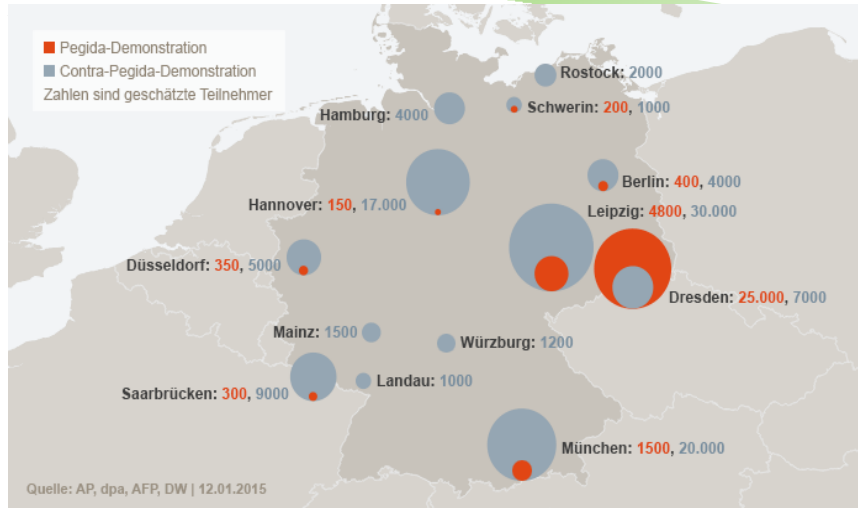 Pegida-Demonstration
Contra-Pegida-Demonstration
Zahlen sind geschätzte Teilnehmer
Rostock: 2000
Schwerin: 200, 1000
Hamburg: 4000
Berlin: 400, 4000
Hannover: 150, 17.000
Leipzig: 4800, 30.000
Düsseldorf: 350, 5000
Dresden: 25.000, 7000
Mainz: 1500
Würzburg: 1200
Landau: 1000
Saarbrücken: 300, 9000
München: 1500, 20.000
Quelle: AP, dpa, AFP, DW | 12.01.2015